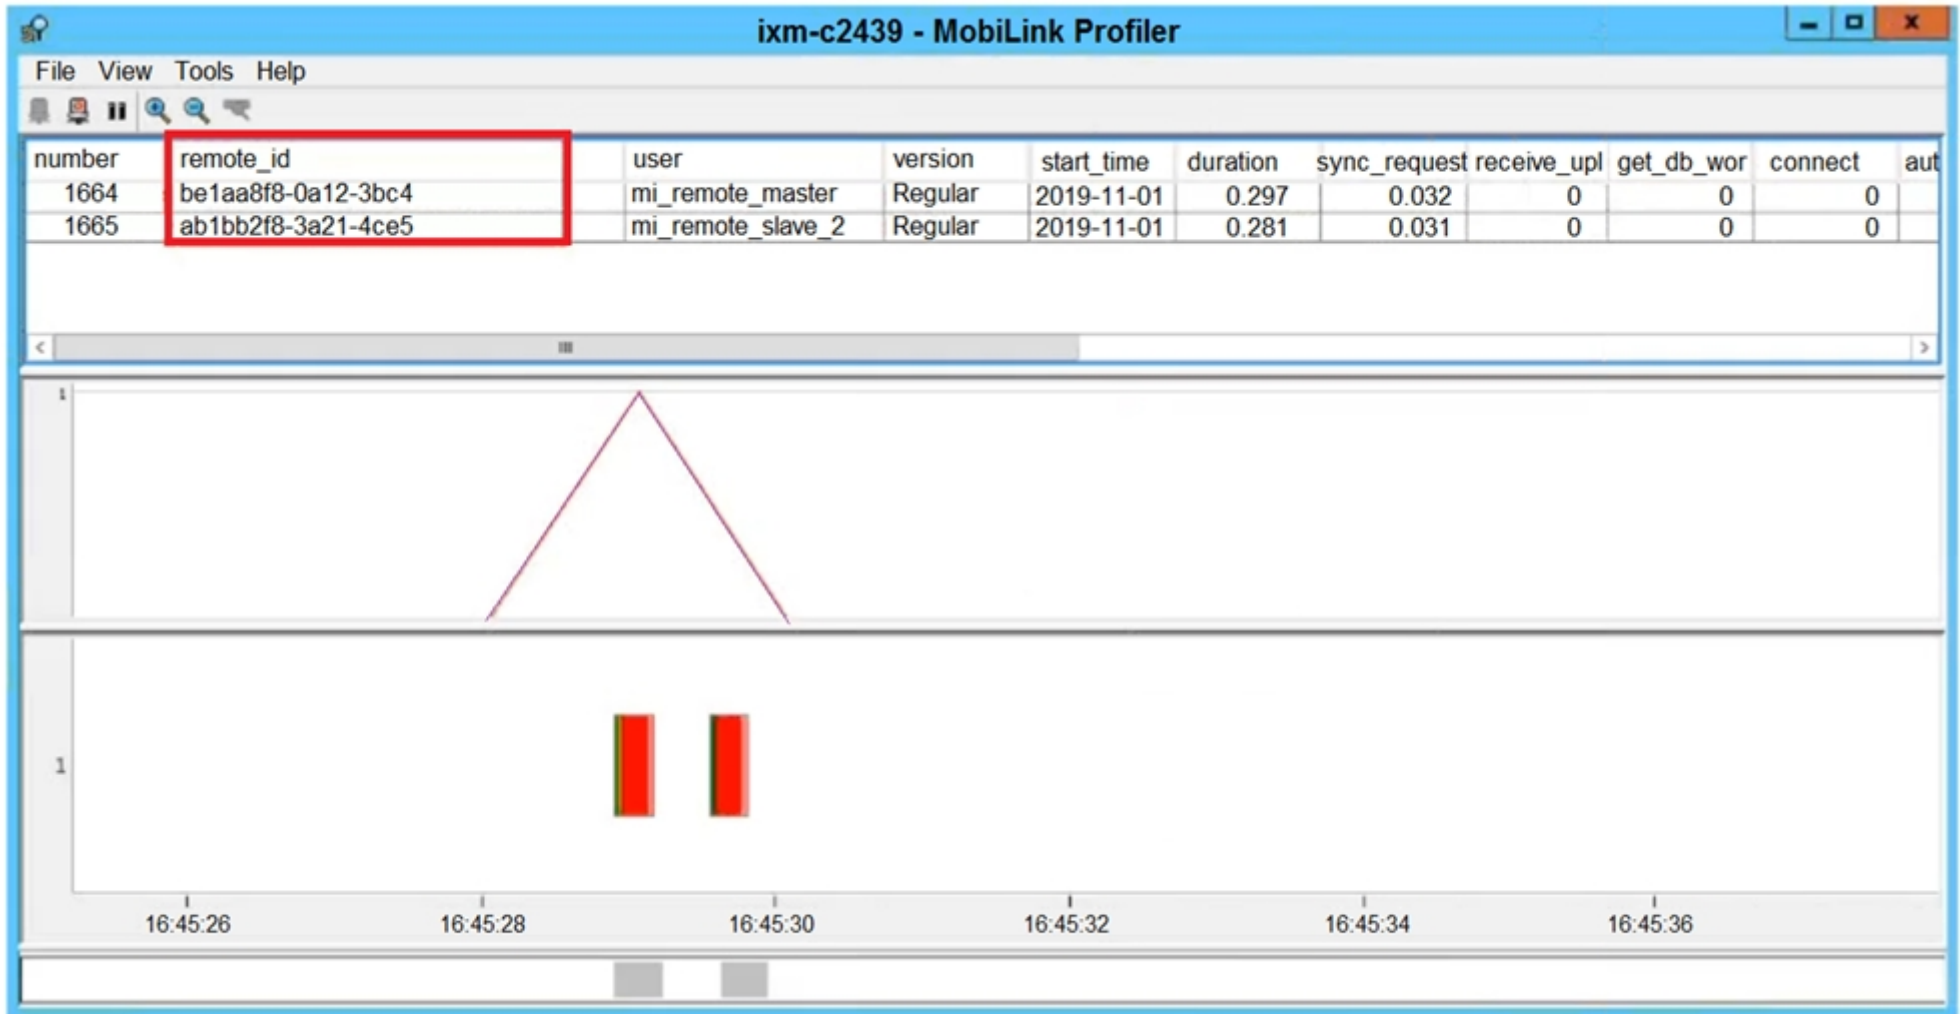 ixm-c2439 - MobiLink Profiler
File View Tools Help
number remote_id user version start_time duration sync_request receive_upl get_db_wor connect aut
1664 be1aa8f8-0a12-3bc4 mi_remote_master Regular 2019-11-01 0.297 0.032 0 0 0
1665 ab1bb2f8-3a21-4ce5 mi_remote_slave_2 Regular 2019-11-01 0.281 0.031 0 0 0
1
1
16:45:26 16:45:28 16:45:30 16:45:32 16:45:34 16:45:36